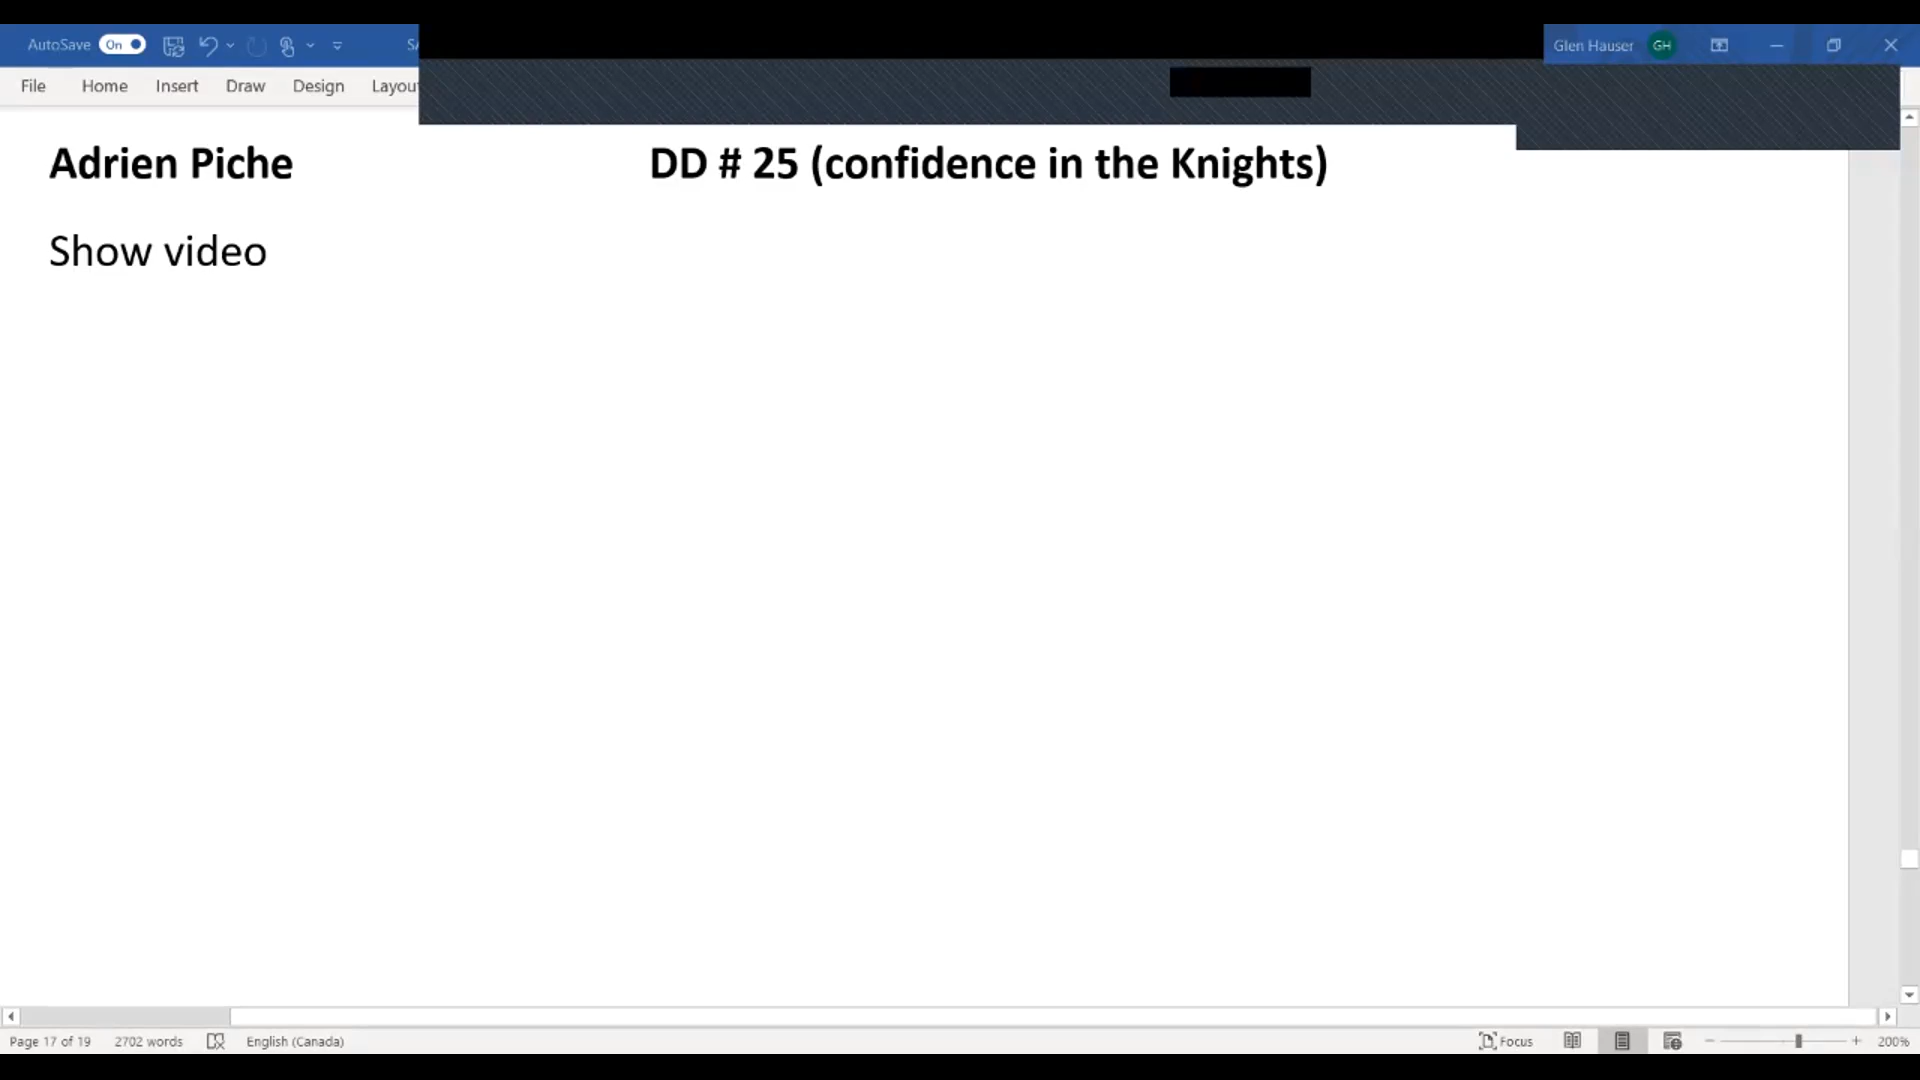 AutoSave On Glen Hauser GH
File Home Insert Draw Design Layou
Adrien Piche DD # 25 (confidence in the Knights)
Show video
Page 17 of 19 2702 words English (Canada) Focus 200%